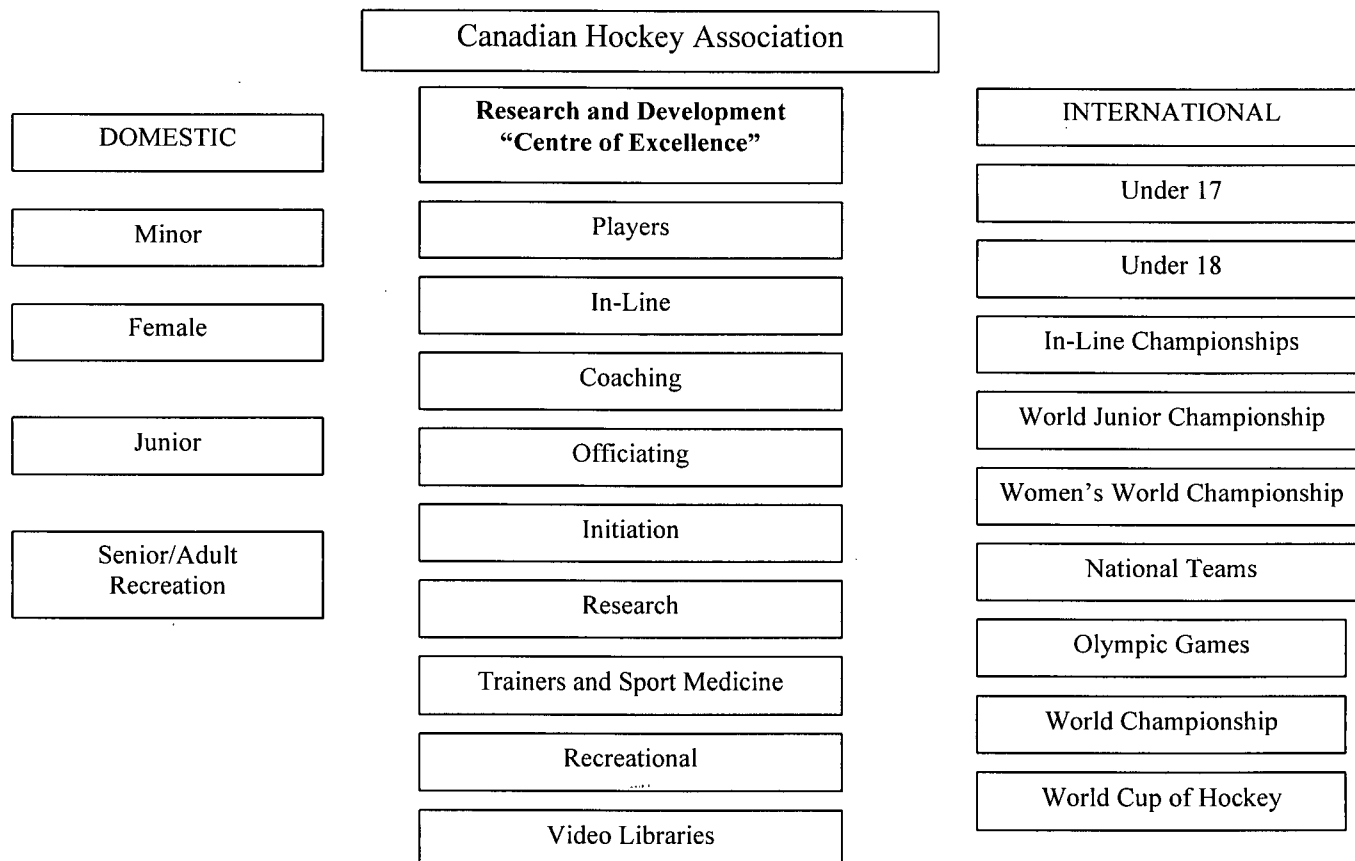 Canadian Hockey Association
DOMESTIC
Minor
Female
Junior
Senior/Adult
Recreation
Research and Development
“Centre of Excellence”
Players
In-Line
Coaching
Officiating
Initiation
Research
Trainers and Sport Medicine
Recreational
Video Libraries
INTERNATIONAL
Under 17
Under 18
In-Line Championships
World Junior Championship
Women's World Championship
National Teams
Olympic Games
World Championship
World Cup of Hockey